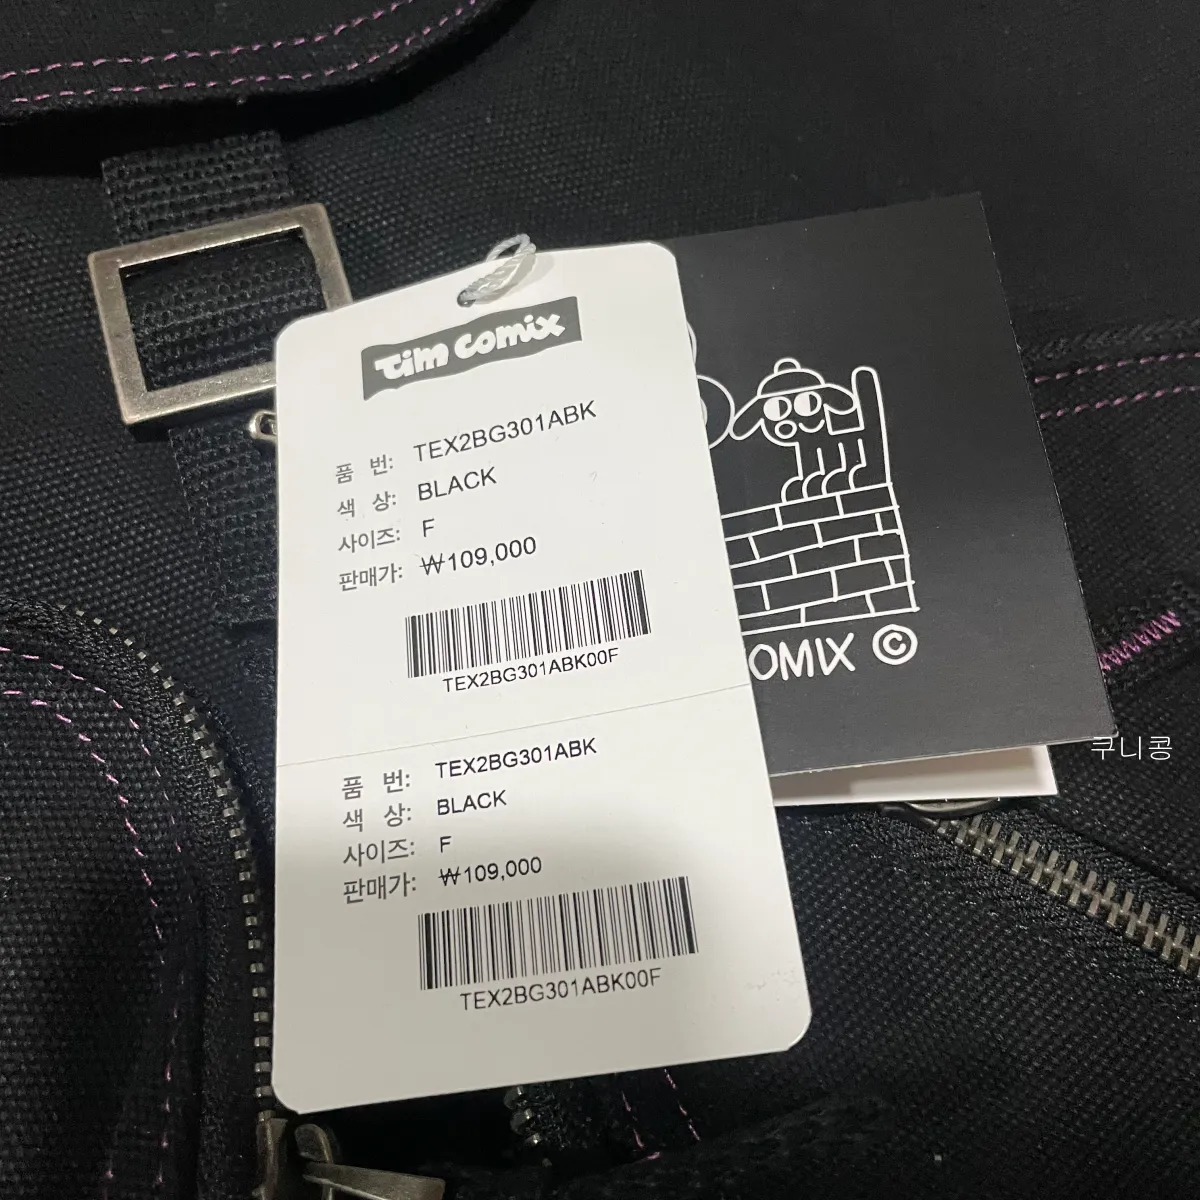 Tim Comix
품 번: TEX2BG301ABK
색 상: BLACK
사이즈: F
판매가: ₩109,000
TEX2BG301ABK00F
품 번: TEX2BG301ABK
색 상: BLACK
사이즈: F
판매가: ₩109,000
TEX2BG301ABK00F
OMIX ©
쿠니콩